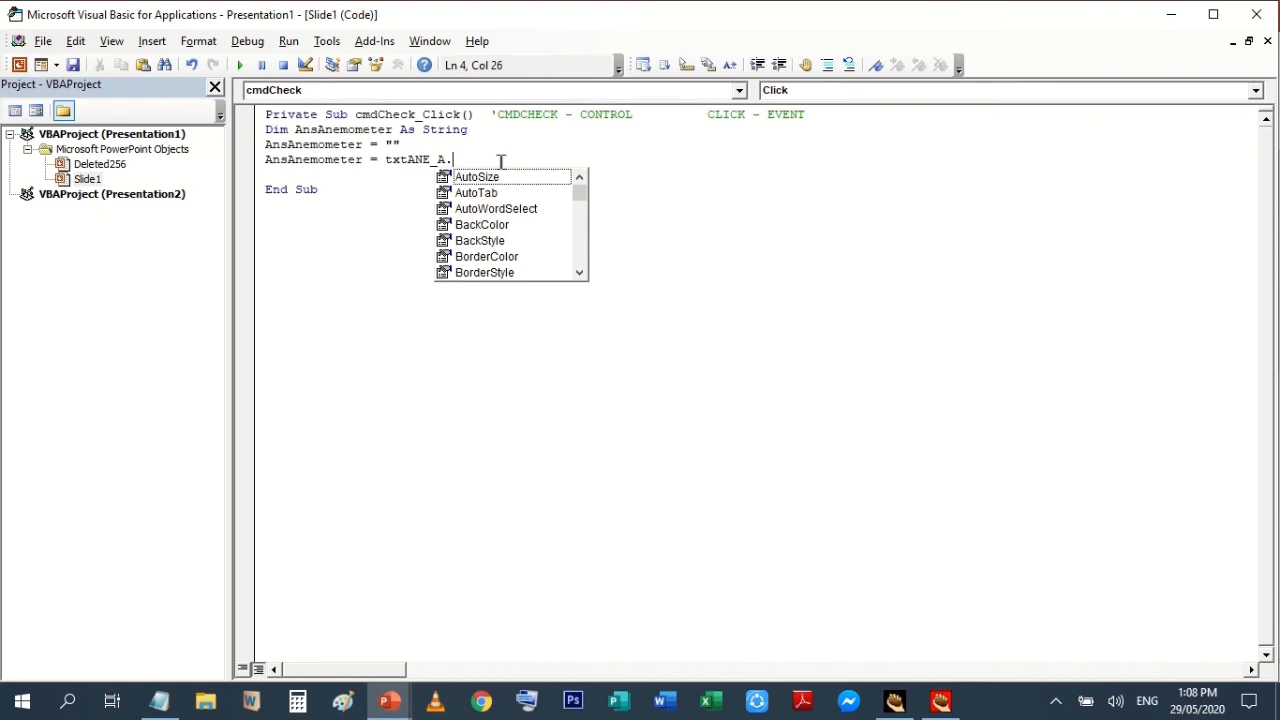 Microsoft Visual Basic for Applications - Presentation1 - [Slide1 (Code)]
File Edit View Insert Format Debug Run Tools Add-Ins Window Help
Ln 4, Col 26
Project - VBAProject
cmdCheck
Click
VBAProject (Presentation1)
Microsoft PowerPoint Objects
Deleted256
Slide1
VBAProject (Presentation2)
Private Sub cmdCheck_Click() 'CMDCHECK - CONTROL CLICK - EVENT
Dim AnsAnemometer As String
AnsAnemometer = ""
AnsAnemometer = txtANE_A.
AutoSize
AutoTab
AutoWordSelect
BackColor
BackStyle
BorderColor
BorderStyle
End Sub
ENG
1:08 PM
29/05/2020